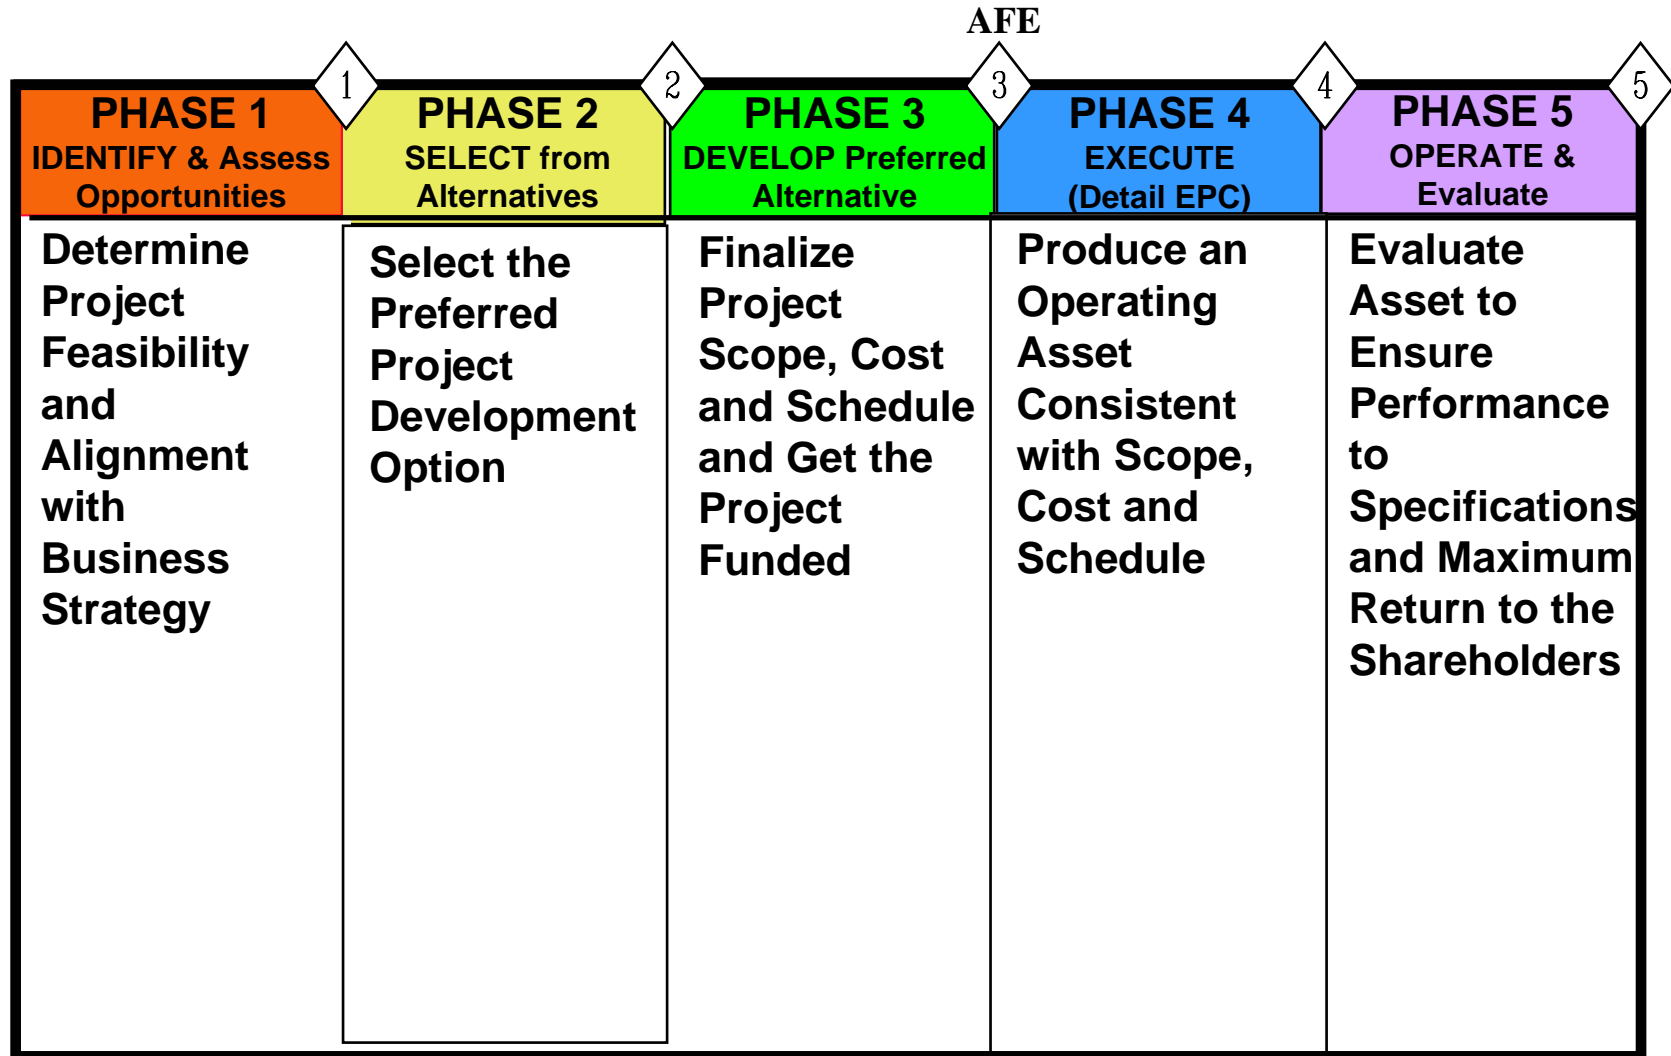 AFE
1
2
3
4
5
PHASE 1
IDENTIFY & Assess
Opportunities
PHASE 2
SELECT from
Alternatives
PHASE 3
DEVELOP Preferred
Alternative
PHASE 4
EXECUTE
(Detail EPC)
PHASE 5
OPERATE &
Evaluate
Determine
Project
Feasibility
and
Alignment
with
Business
Strategy
Select the
Preferred
Project
Development
Option
Finalize
Project
Scope, Cost
and Schedule
and Get the
Project
Funded
Produce an
Operating
Asset
Consistent
with Scope,
Cost and
Schedule
Evaluate
Asset to
Ensure
Performance
to
Specifications
and Maximum
Return to the
Shareholders